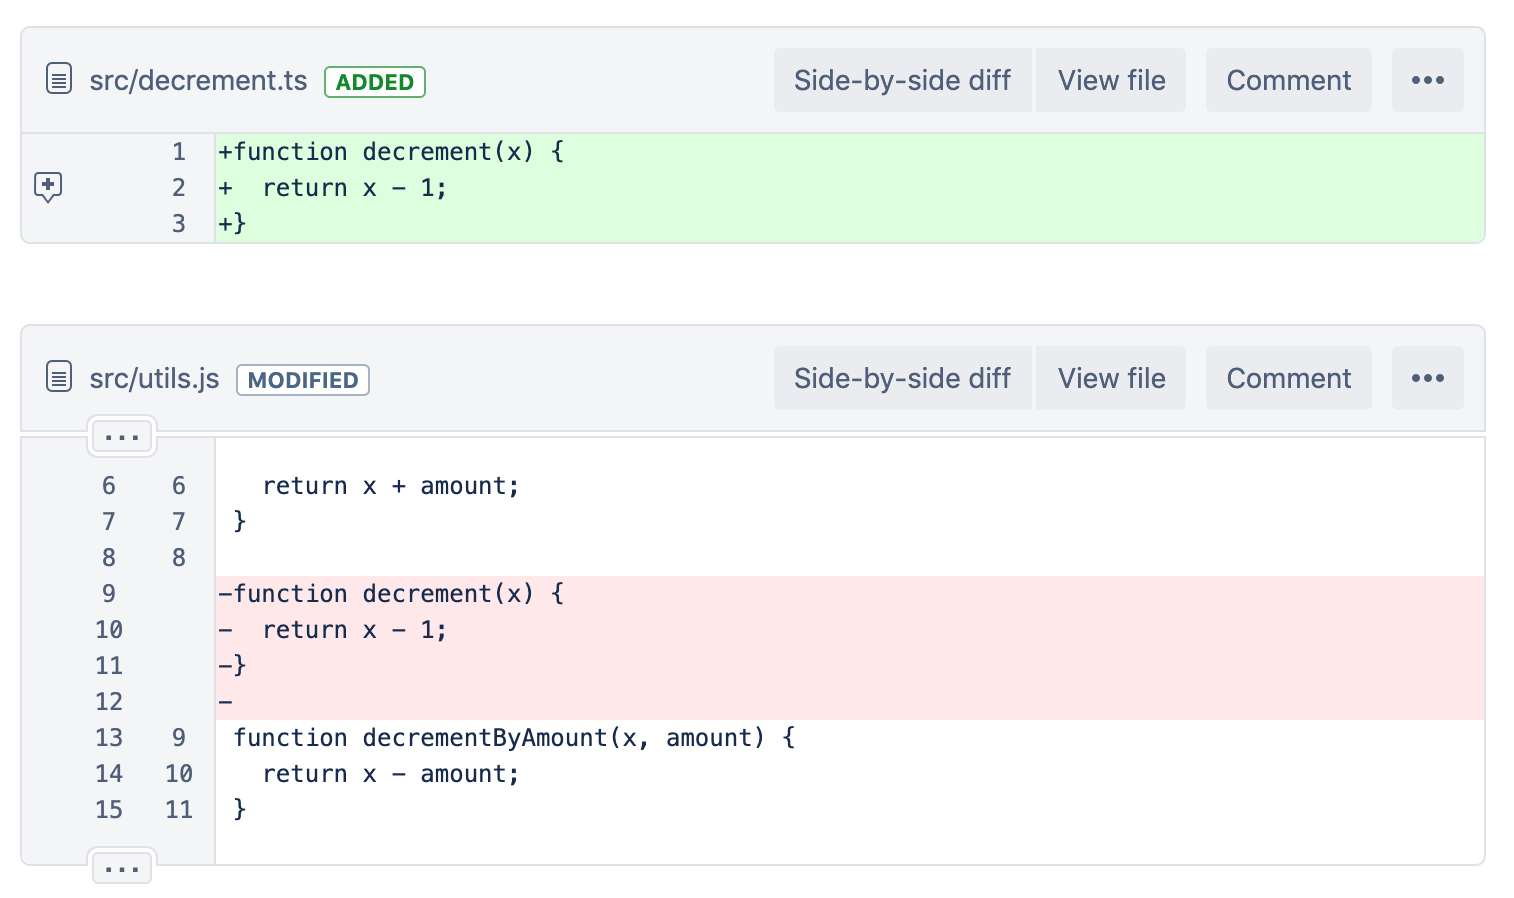 src/decrement.ts ADDED Side-by-side diff View file Comment •••
1 +function decrement(x) {
2 +  return x - 1;
3 +}
src/utils.js MODIFIED Side-by-side diff View file Comment •••
...
6 6   return x + amount;
7 7 }
8 8
9 -function decrement(x) {
10 -  return x - 1;
11 -}
12 -
13 9 function decrementByAmount(x, amount) {
14 10   return x - amount;
15 11 }
...